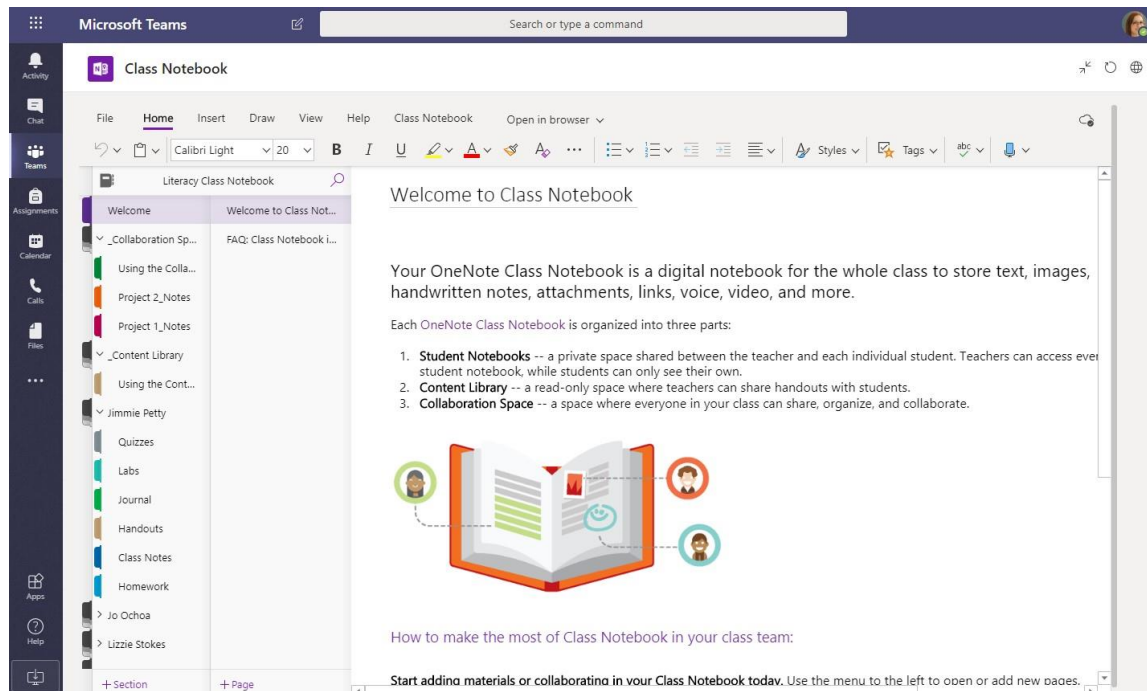 Microsoft Teams
Search or type a command
Activity
Chat
Teams
Assignments
Calendar
Calls
Files
Apps
Help
N
Class Notebook
File Home Insert Draw View Help Class Notebook Open in browser
Calibri Light 20 B I U A A Styles Tags abc
Literacy Class Notebook
Welcome
_Collaboration Sp...
Using the Colla...
Project 2_Notes
Project 1_Notes
_Content Library
Using the Cont...
Jimmie Petty
Quizzes
Labs
Journal
Handouts
Class Notes
Homework
Jo Ochoa
Lizzie Stokes
+ Section
Welcome to Class Not...
FAQ: Class Notebook i...
+ Page
Welcome to Class Notebook
Your OneNote Class Notebook is a digital notebook for the whole class to store text, images,
handwritten notes, attachments, links, voice, video, and more.
Each OneNote Class Notebook is organized into three parts:
1. Student Notebooks -- a private space shared between the teacher and each individual student. Teachers can access ever
student notebook, while students can only see their own.
2. Content Library -- a read-only space where teachers can share handouts with students.
3. Collaboration Space -- a space where everyone in your class can share, organize, and collaborate.
How to make the most of Class Notebook in your class team:
Start adding materials or collaborating in your Class Notebook today. Use the menu to the left to open or add new pages.